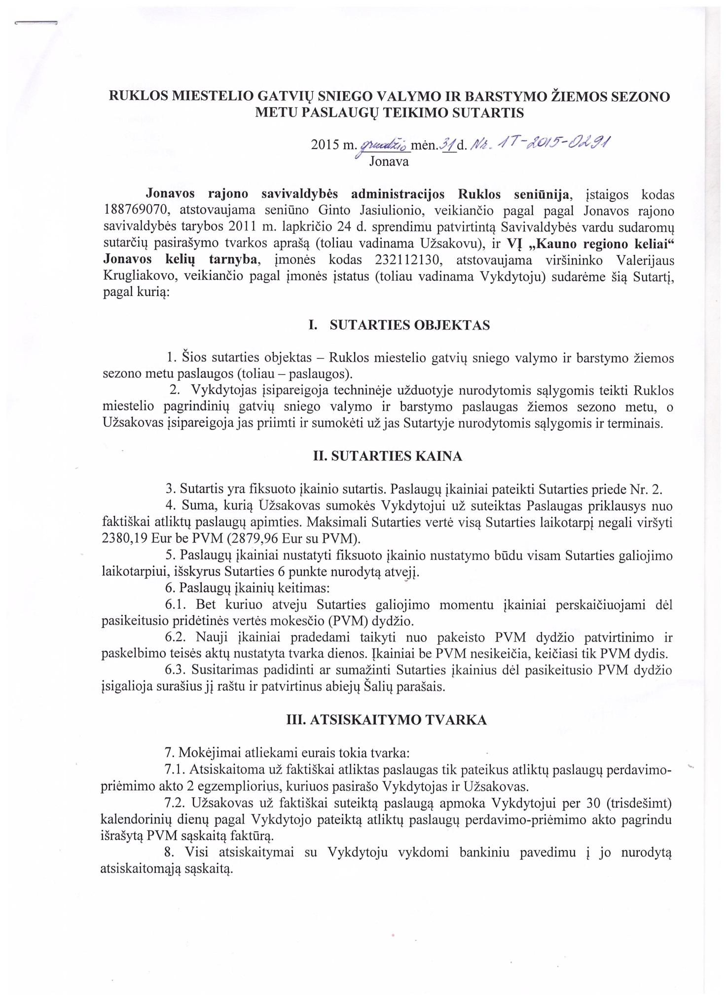 RUKLOS MIESTELIO GATVIŲ SNIEGO VALYMO IR BARSTYMO ŽIEMOS SEZONO
METU PASLAUGŲ TEIKIMO SUTARTIS
2015 m. gruodžio mėn. 31 d. Nr. 1T-2015-0291
Jonava
Jonavos rajono savivaldybės administracijos Ruklos seniūnija, įstaigos kodas
188769070, atstovaujama seniūno Ginto Jasiulionio, veikiančio pagal pagal Jonavos rajono
savivaldybės tarybos 2011 m. lapkričio 24 d. sprendimu patvirtintą Savivaldybės vardu sudaromų
sutarčių pasirašymo tvarkos aprašą (toliau vadinama Užsakovu), ir VĮ „Kauno regiono keliai“
Jonavos kelių tarnyba, įmonės kodas 232112130, atstovaujama viršininko Valerijaus
Krugliakovo, veikiančio pagal įmonės įstatus (toliau vadinama Vykdytoju) sudarėme šią Sutartį,
pagal kurią:
I. SUTARTIES OBJEKTAS
1. Šios sutarties objektas – Ruklos miestelio gatvių sniego valymo ir barstymo žiemos
sezono metu paslaugos (toliau – paslaugos).
2. Vykdytojas įsipareigoja techninėje užduotyje nurodytomis sąlygomis teikti Ruklos
miestelio pagrindinių gatvių sniego valymo ir barstymo paslaugas žiemos sezono metu, o
Užsakovas įsipareigoja jas priimti ir sumokėti už jas Sutartyje nurodytomis sąlygomis ir terminais.
II. SUTARTIES KAINA
3. Sutartis yra fiksuoto įkainio sutartis. Paslaugų įkainiai pateikti Sutarties priede Nr. 2.
4. Suma, kurią Užsakovas sumokės Vykdytojui už suteiktas Paslaugas priklausys nuo
faktiškai atliktų paslaugų apimties. Maksimali Sutarties vertė visą Sutarties laikotarpį negali viršyti
2380,19 Eur be PVM (2879,96 Eur su PVM).
5. Paslaugų įkainiai nustatyti fiksuoto įkainio nustatymo būdu visam Sutarties galiojimo
laikotarpiui, išskyrus Sutarties 6 punkte nurodytą atvejį.
6. Paslaugų įkainių keitimas:
6.1. Bet kuriuo atveju Sutarties galiojimo momentu įkainiai perskaičiuojami dėl
pasikeitusio pridėtinės vertės mokesčio (PVM) dydžio.
6.2. Nauji įkainiai pradedami taikyti nuo pakeisto PVM dydžio patvirtinimo ir
paskelbimo teisės aktų nustatyta tvarka dienos. Įkainiai be PVM nesikeičia, keičiasi tik PVM dydis.
6.3. Susitarimas padidinti ar sumažinti Sutarties įkainius dėl pasikeitusio PVM dydžio
įsigalioja surašius jį raštu ir patvirtinus abiejų Šalių parašais.
III. ATSISKAITYMO TVARKA
7. Mokėjimai atliekami eurais tokia tvarka:
7.1. Atsiskaitoma už faktiškai atliktas paslaugas tik pateikus atliktų paslaugų perdavimo-
priėmimo akto 2 egzempliorius, kuriuos pasirašo Vykdytojas ir Užsakovas.
7.2. Užsakovas už faktiškai suteiktą paslaugą apmoka Vykdytojui per 30 (trisdešimt)
kalendorinių dienų pagal Vykdytojo pateiktą atliktų paslaugų perdavimo-priėmimo akto pagrindu
išrašytą PVM sąskaitą faktūrą.
8. Visi atsiskaitymai su Vykdytoju vykdomi bankiniu pavedimu į jo nurodytą
atsiskaitomąją sąskaitą.